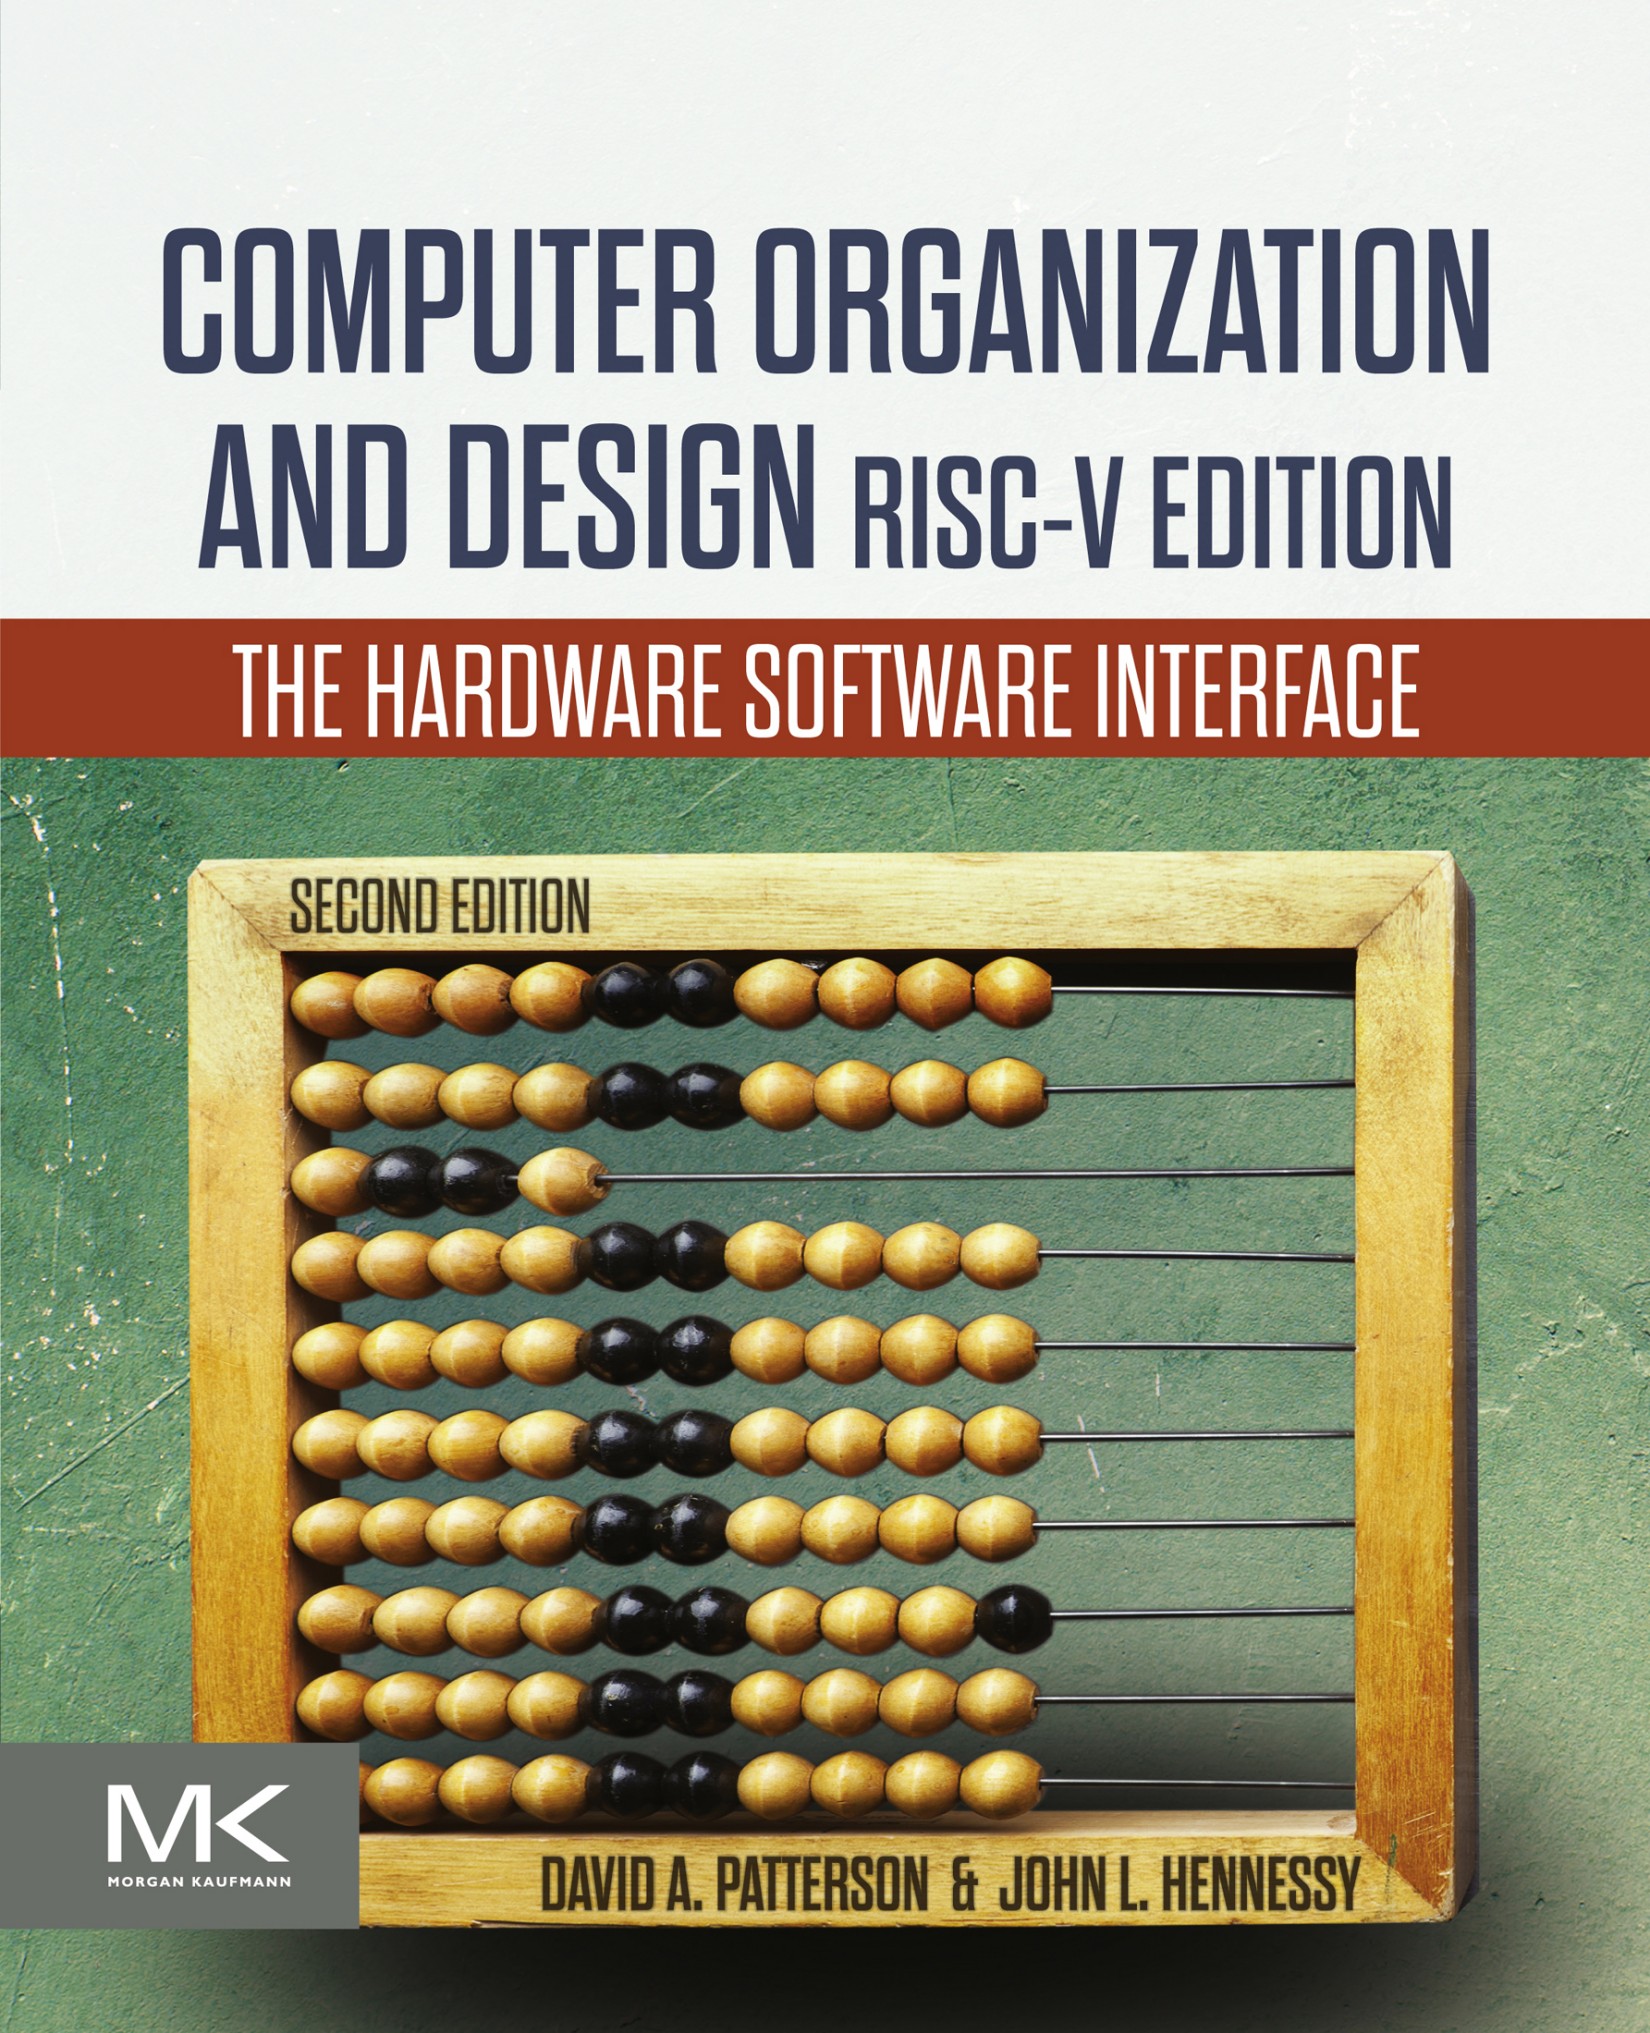 COMPUTER ORGANIZATION
AND DESIGN RISC-V EDITION
THE HARDWARE SOFTWARE INTERFACE
SECOND EDITION
MK
MORGAN KAUFMANN
DAVID A. PATTERSON & JOHN L. HENNESSY